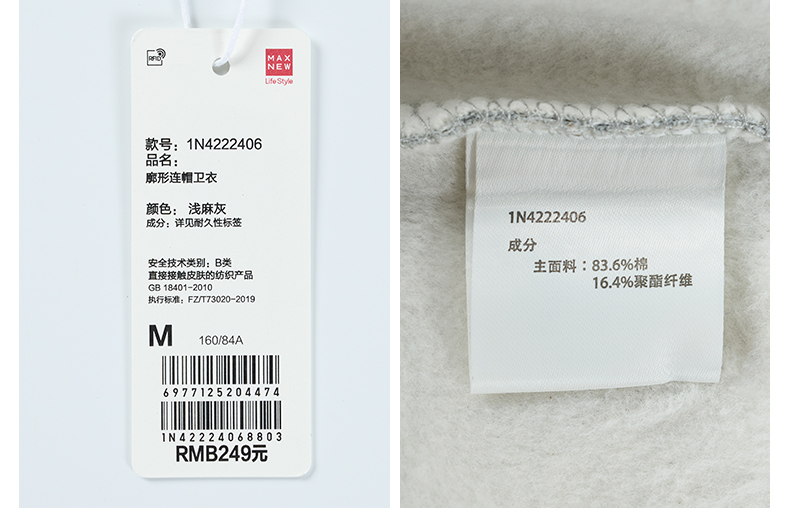 RFID
MAX
NEW
Life Style
款号：1N4222406
品名：
廓形连帽卫衣
颜色：浅麻灰
成分：详见耐久性标签
安全技术类别：B类
直接接触皮肤的纺织产品
GB 18401-2010
执行标准：FZ/T73020-2019
M 160/84A
6977125204474
1N42224068803
RMB249元
1N4222406
成分
主面料：83.6%棉
16.4%聚酯纤维